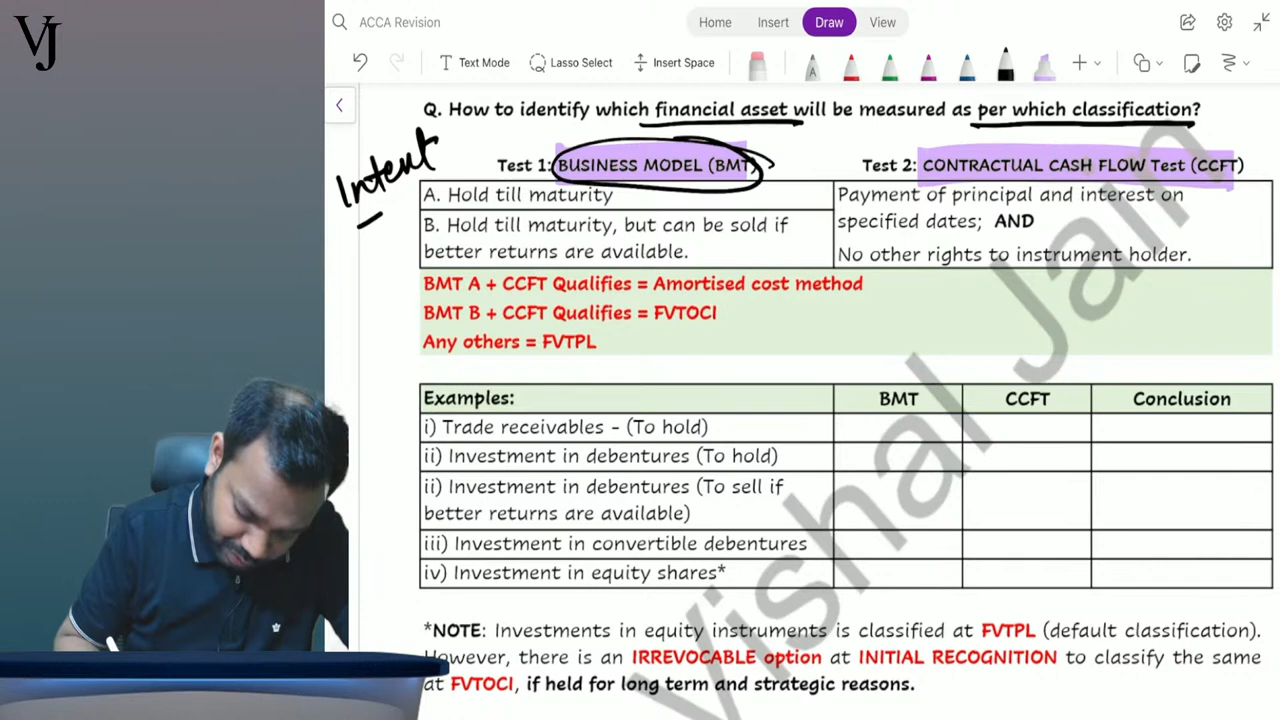 VJ
ACCA Revision
Home Insert Draw View
Text Mode Lasso Select Insert Space
Q. How to identify which financial asset will be measured as per which classification?
Intent
Test 1: BUSINESS MODEL (BMT) Test 2: CONTRACTUAL CASH FLOW Test (CCFT)
A. Hold till maturity
B. Hold till maturity, but can be sold if
better returns are available.
Payment of principal and interest on
specified dates; AND
No other rights to instrument holder.
BMT A + CCFT Qualifies = Amortised cost method
BMT B + CCFT Qualifies = FVTOCI
Any others = FVTPL
Examples: BMT CCFT Conclusion
i) Trade receivables - (To hold)
ii) Investment in debentures (To hold)
ii) Investment in debentures (To sell if
better returns are available)
iii) Investment in convertible debentures
iv) Investment in equity shares*
*NOTE: Investments in equity instruments is classified at FVTPL (default classification).
However, there is an IRREVOCABLE option at INITIAL RECOGNITION to classify the same
at FVTOCI, if held for long term and strategic reasons.
Vishal Jain